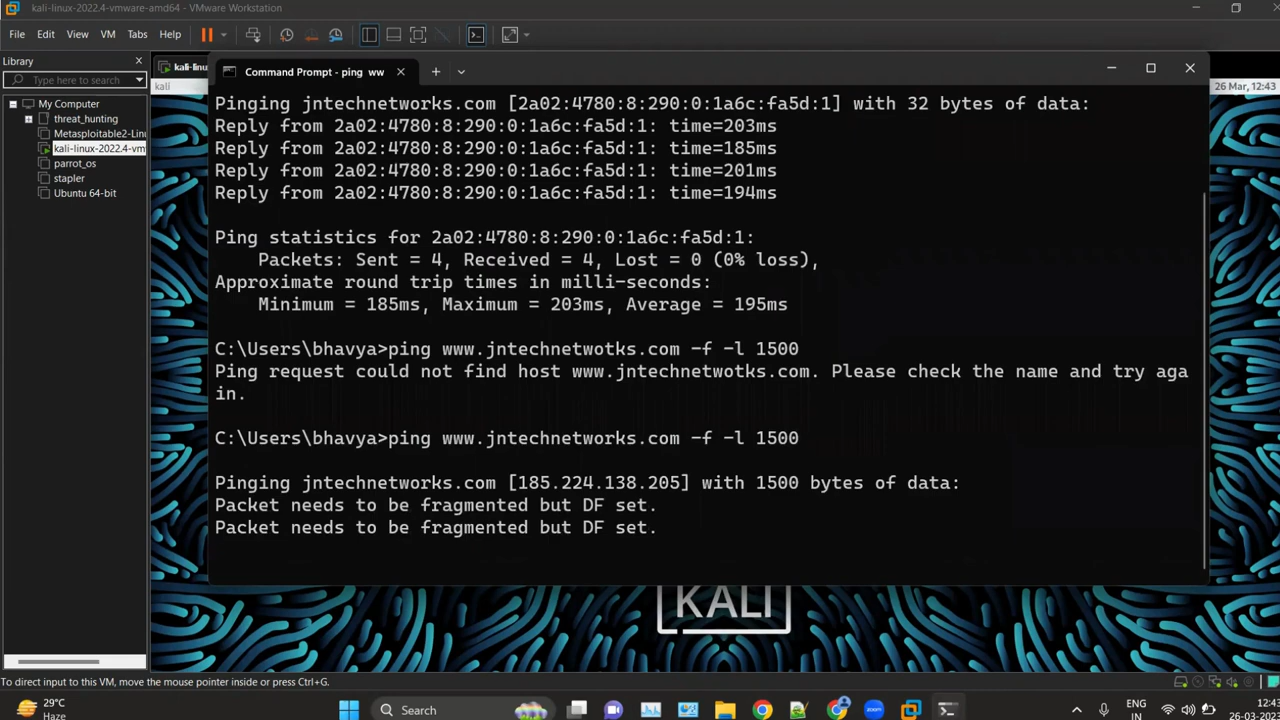 kali-linux-2022.4-vmware-amd64 - VMware Workstation
File Edit View VM Tabs Help
Library
Type here to search
My Computer
threat_hunting
Metasploitable2-Linu
kali-linux-2022.4-vm
parrot_os
stapler
Ubuntu 64-bit
kali-linu
kali
26 Mar, 12:43
Command Prompt - ping ww
Pinging jntechnetworks.com [2a02:4780:8:290:0:1a6c:fa5d:1] with 32 bytes of data:
Reply from 2a02:4780:8:290:0:1a6c:fa5d:1: time=203ms
Reply from 2a02:4780:8:290:0:1a6c:fa5d:1: time=185ms
Reply from 2a02:4780:8:290:0:1a6c:fa5d:1: time=201ms
Reply from 2a02:4780:8:290:0:1a6c:fa5d:1: time=194ms
Ping statistics for 2a02:4780:8:290:0:1a6c:fa5d:1:
Packets: Sent = 4, Received = 4, Lost = 0 (0% loss),
Approximate round trip times in milli-seconds:
Minimum = 185ms, Maximum = 203ms, Average = 195ms
C:\Users\bhavya>ping www.jntechnetwotks.com -f -l 1500
Ping request could not find host www.jntechnetwotks.com. Please check the name and try aga
in.
C:\Users\bhavya>ping www.jntechnetworks.com -f -l 1500
Pinging jntechnetworks.com [185.224.138.205] with 1500 bytes of data:
Packet needs to be fragmented but DF set.
Packet needs to be fragmented but DF set.
KALI
To direct input to this VM, move the mouse pointer inside or press Ctrl+G.
29°C
Haze
Search
ENG
IN
12:43
26-03-2023